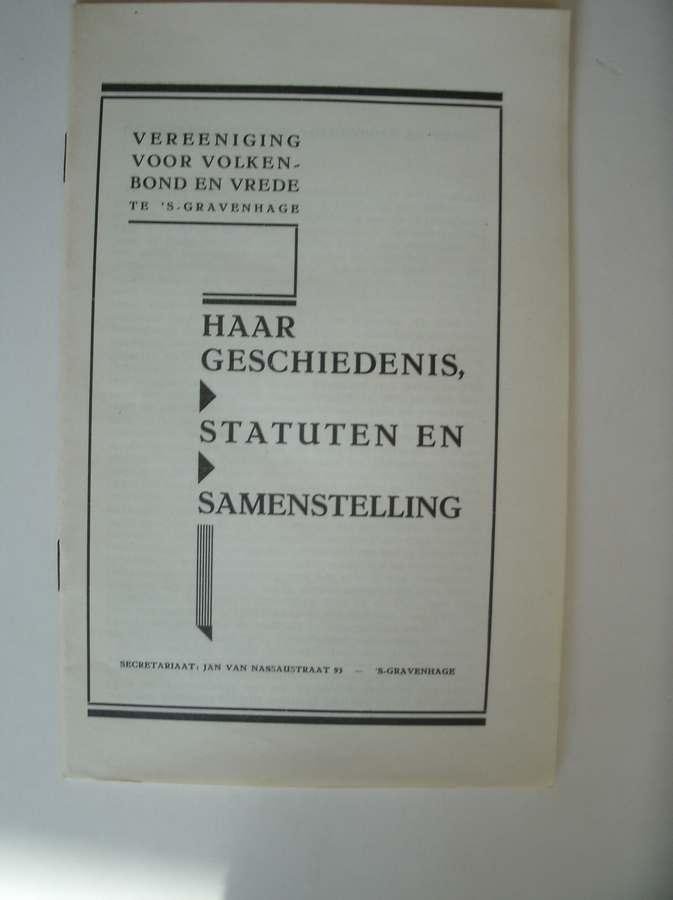 VEREENIGING
VOOR VOLKEN-
BOND EN VREDE
TE 'S-GRAVENHAGE
HAAR
GESCHIEDENIS,
STATUTEN EN
SAMENSTELLING
SECRETARIAAT: JAN VAN NASSAUSTRAAT 93 — 'S-GRAVENHAGE